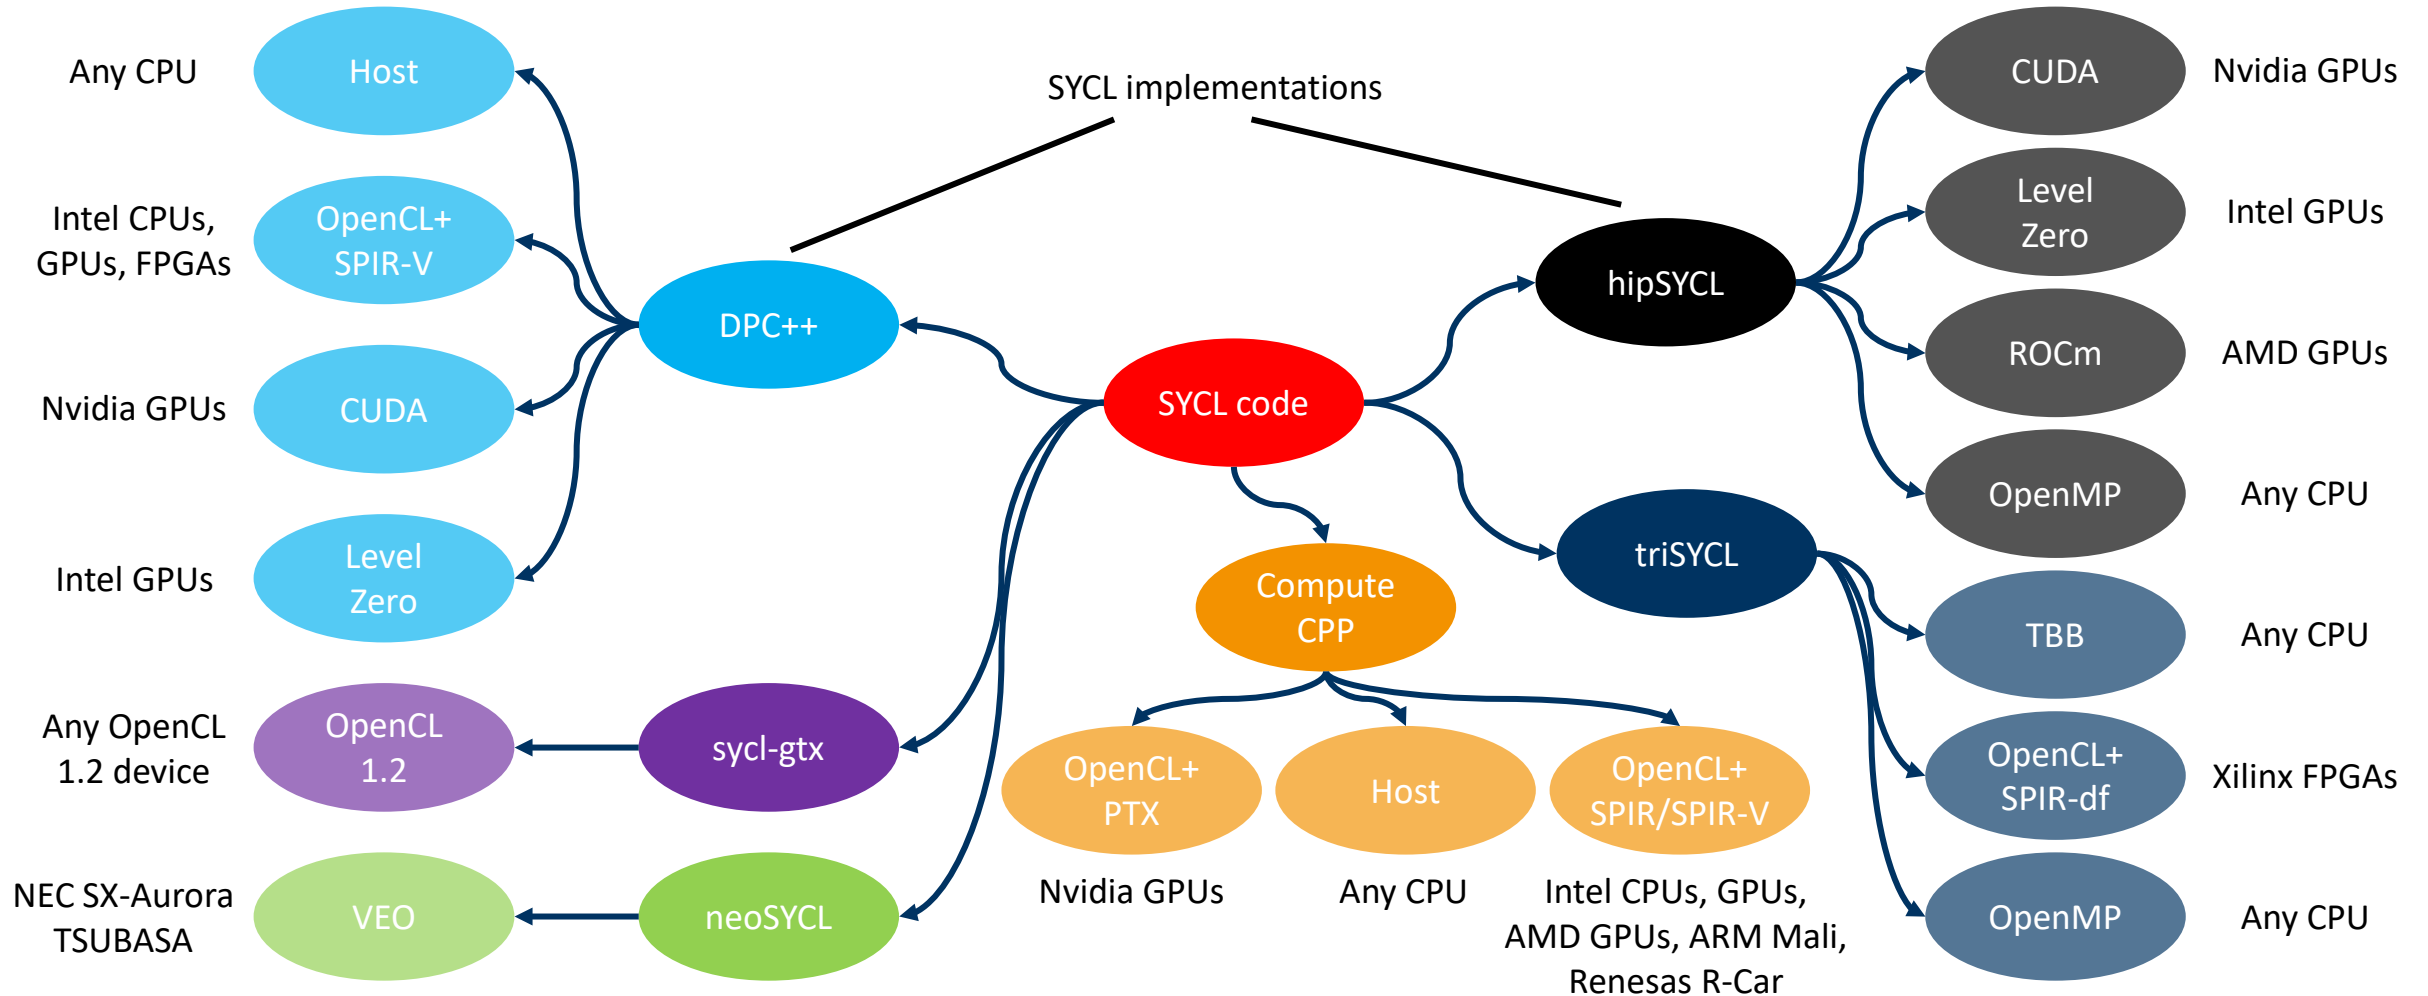 SYCL implementations
Any CPU
Host
Intel CPUs,
GPUs, FPGAs
OpenCL+
SPIR-V
Nvidia GPUs
CUDA
Intel GPUs
Level
Zero
DPC++
Any OpenCL
1.2 device
OpenCL
1.2
sycl-gtx
NEC SX-Aurora
TSUBASA
VEO
neoSYCL
SYCL code
Compute
CPP
OpenCL+
PTX
Nvidia GPUs
Host
Any CPU
OpenCL+
SPIR/SPIR-V
Intel CPUs, GPUs,
AMD GPUs, ARM Mali,
Renesas R-Car
hipSYCL
CUDA
Nvidia GPUs
Level
Zero
Intel GPUs
ROCm
AMD GPUs
OpenMP
Any CPU
triSYCL
TBB
Any CPU
OpenCL+
SPIR-df
Xilinx FPGAs
OpenMP
Any CPU